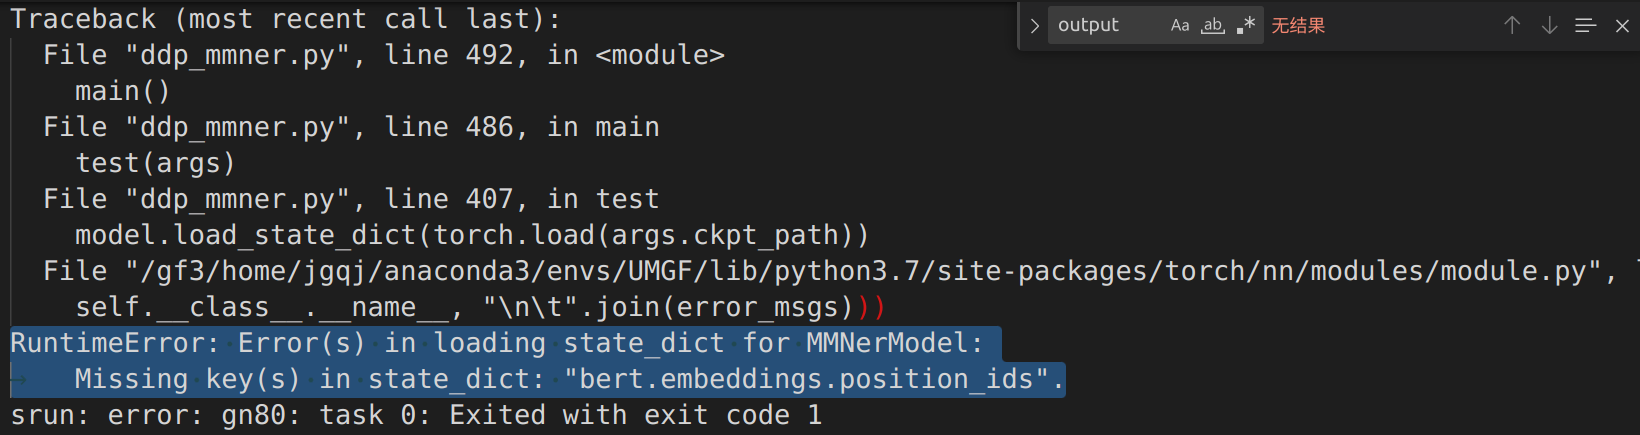 Traceback (most recent call last):
File "ddp_mmner.py", line 492, in <module>
main()
File "ddp_mmner.py", line 486, in main
test(args)
File "ddp_mmner.py", line 407, in test
model.load_state_dict(torch.load(args.ckpt_path))
File "/gf3/home/jgqj/anaconda3/envs/UMGF/lib/python3.7/site-packages/torch/nn/modules/module.py",
self.__class__.__name__, "\n\t".join(error_msgs)))
RuntimeError: Error(s) in loading state_dict for MMNerModel:
Missing key(s) in state_dict: "bert.embeddings.position_ids".
srun: error: gn80: task 0: Exited with exit code 1
output Aa ab .* 无结果